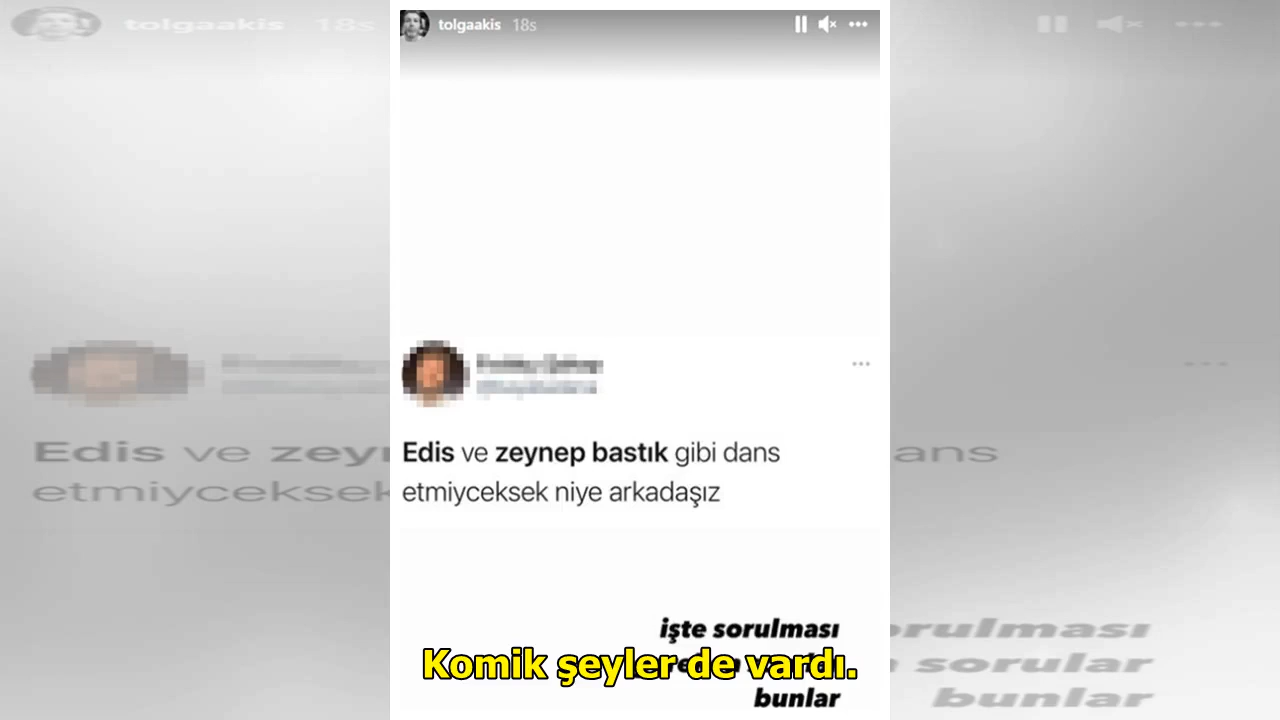 tolgaakis 18s
Edis ve zeynep bastık gibi dans
etmiyceksek niye arkadaşız
işte sorulması
Komik şeyler de vardı.
bunlar